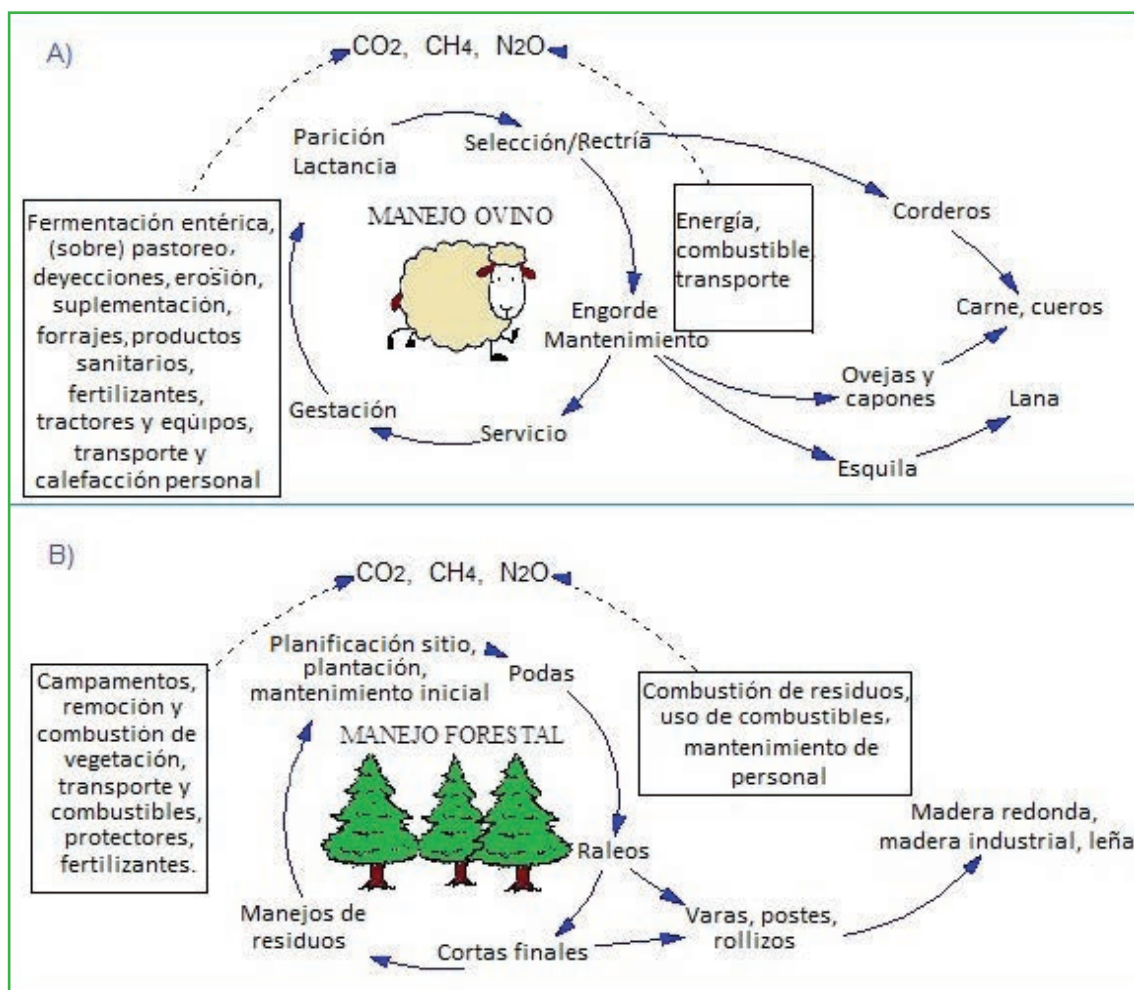 A)
CO2, CH4, N2O
Parición
Lactancia
Selección/Rectría
Corderos
Fermentación entérica,
(sobre) pastoreo,
deyecciones, erosión,
suplementación,
forrajes, productos
sanitarios,
fertilizantes,
tractores y eqúipos,
transporte y
calefacción personal
MANEJO OVINO
Energía,
combustible,
transporte
Engorde
Mantenimiento
Carne, cueros
Ovejas y
capones
Lana
Gestación
Servicio
Esquila
B)
CO2, CH4, N2O
Planificación sitio,
plantación,
mantenimiento inicial
Podas
Campamentos,
remoción y
combustión de
vegetación,
transporte y
combustibles,
protectores,
fertilizantes.
MANEJO FORESTAL
Combustión de residuos,
uso de combustibles,
mantenimiento de
personal
Raleos
Madera redonda,
madera industrial, leña
Manejos de
residuos
Cortas finales
Varas, postes,
rollizos